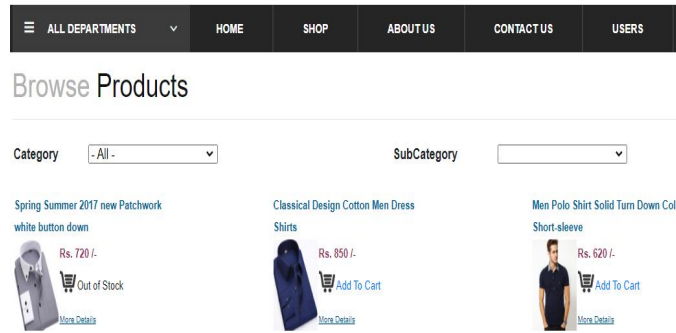 ALL DEPARTMENTS HOME SHOP ABOUT US CONTACT US USERS
Browse Products
Category - All - SubCategory
Spring Summer 2017 new Patchwork
white button down
Rs. 720 /-
Out of Stock
More Details
Classical Design Cotton Men Dress
Shirts
Rs. 850 /-
Add To Cart
More Details
Men Polo Shirt Solid Turn Down Col
Short-sleeve
Rs. 620 /-
Add To Cart
More Details